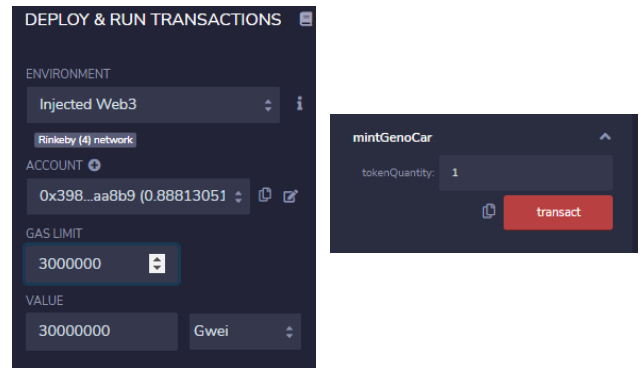 DEPLOY & RUN TRANSACTIONS
ENVIRONMENT
Injected Web3
Rinkeby (4) network
ACCOUNT
0x398...aa8b9 (0.88813051
GAS LIMIT
3000000
VALUE
30000000 Gwei
mintGenoCar
tokenQuantity: 1
transact